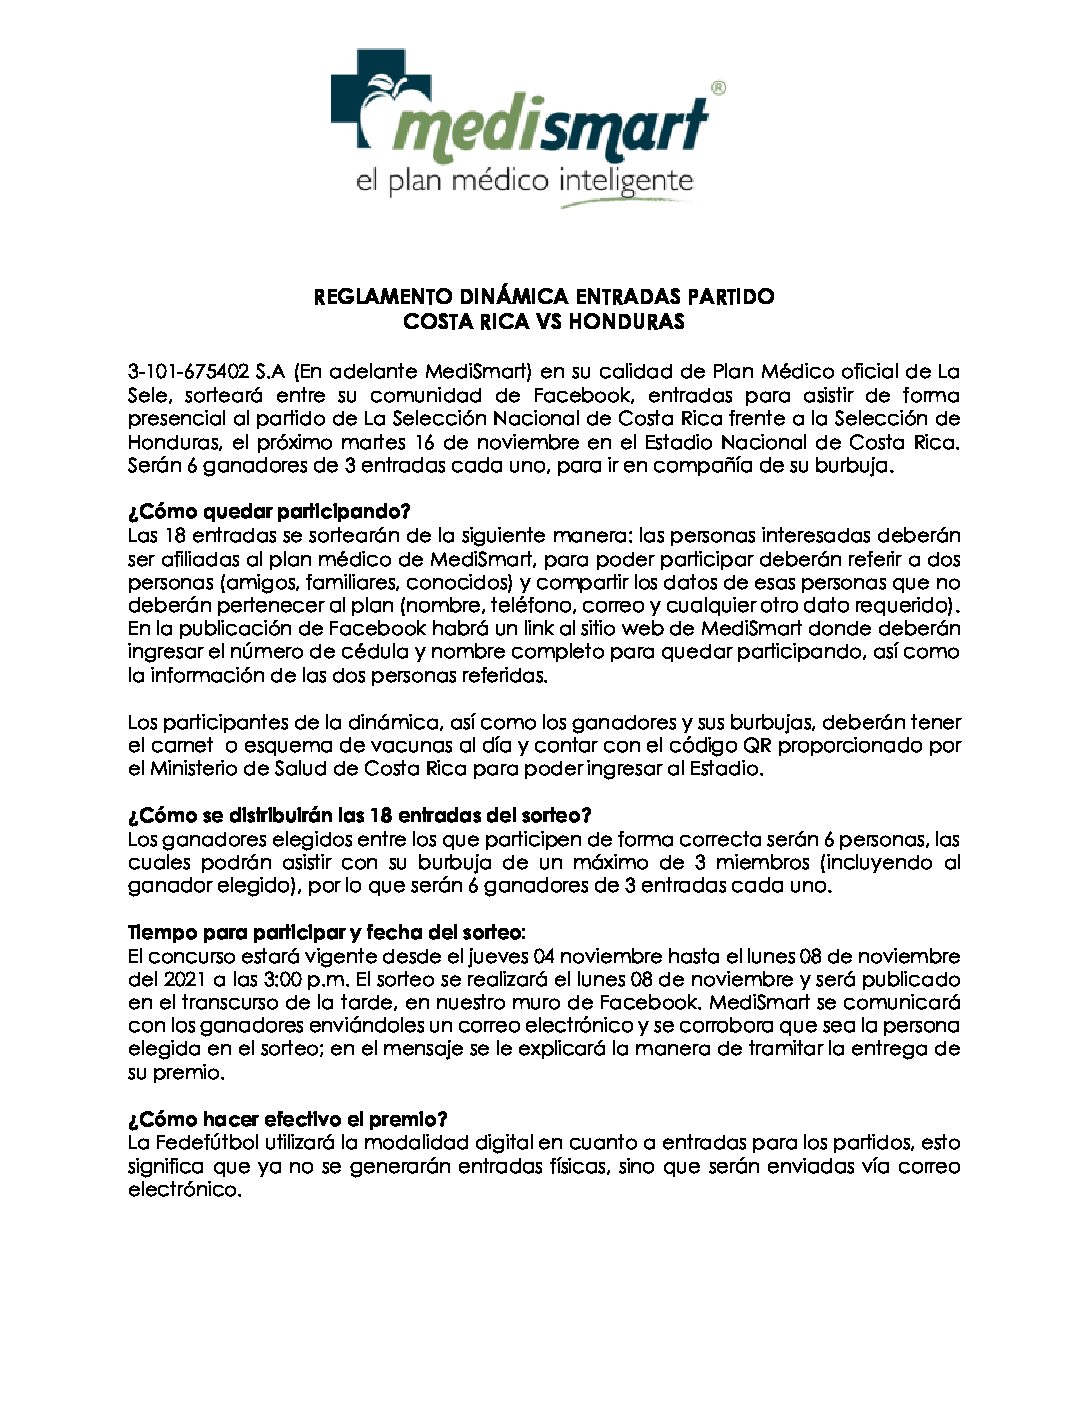 medismart®
el plan médico inteligente
REGLAMENTO DINÁMICA ENTRADAS PARTIDO
COSTA RICA VS HONDURAS
3-101-675402 S.A (En adelante MediSmart) en su calidad de Plan Médico oficial de La
Sele, sorteará entre su comunidad de Facebook, entradas para asistir de forma
presencial al partido de La Selección Nacional de Costa Rica frente a la Selección de
Honduras, el próximo martes 16 de noviembre en el Estadio Nacional de Costa Rica.
Serán 6 ganadores de 3 entradas cada uno, para ir en compañía de su burbuja.
¿Cómo quedar participando?
Las 18 entradas se sortearán de la siguiente manera: las personas interesadas deberán
ser afiliadas al plan médico de MediSmart, para poder participar deberán referir a dos
personas (amigos, familiares, conocidos) y compartir los datos de esas personas que no
deberán pertenecer al plan (nombre, teléfono, correo y cualquier otro dato requerido).
En la publicación de Facebook habrá un link al sitio web de MediSmart donde deberán
ingresar el número de cédula y nombre completo para quedar participando, así como
la información de las dos personas referidas.
Los participantes de la dinámica, así como los ganadores y sus burbujas, deberán tener
el carnet o esquema de vacunas al día y contar con el código QR proporcionado por
el Ministerio de Salud de Costa Rica para poder ingresar al Estadio.
¿Cómo se distribuirán las 18 entradas del sorteo?
Los ganadores elegidos entre los que participen de forma correcta serán 6 personas, las
cuales podrán asistir con su burbuja de un máximo de 3 miembros (incluyendo al
ganador elegido), por lo que serán 6 ganadores de 3 entradas cada uno.
Tiempo para participar y fecha del sorteo:
El concurso estará vigente desde el jueves 04 noviembre hasta el lunes 08 de noviembre
del 2021 a las 3:00 p.m. El sorteo se realizará el lunes 08 de noviembre y será publicado
en el transcurso de la tarde, en nuestro muro de Facebook. MediSmart se comunicará
con los ganadores enviándoles un correo electrónico y se corrobora que sea la persona
elegida en el sorteo; en el mensaje se le explicará la manera de tramitar la entrega de
su premio.
¿Cómo hacer efectivo el premio?
La Fedefútbol utilizará la modalidad digital en cuanto a entradas para los partidos, esto
significa que ya no se generarán entradas físicas, sino que serán enviadas vía correo
electrónico.